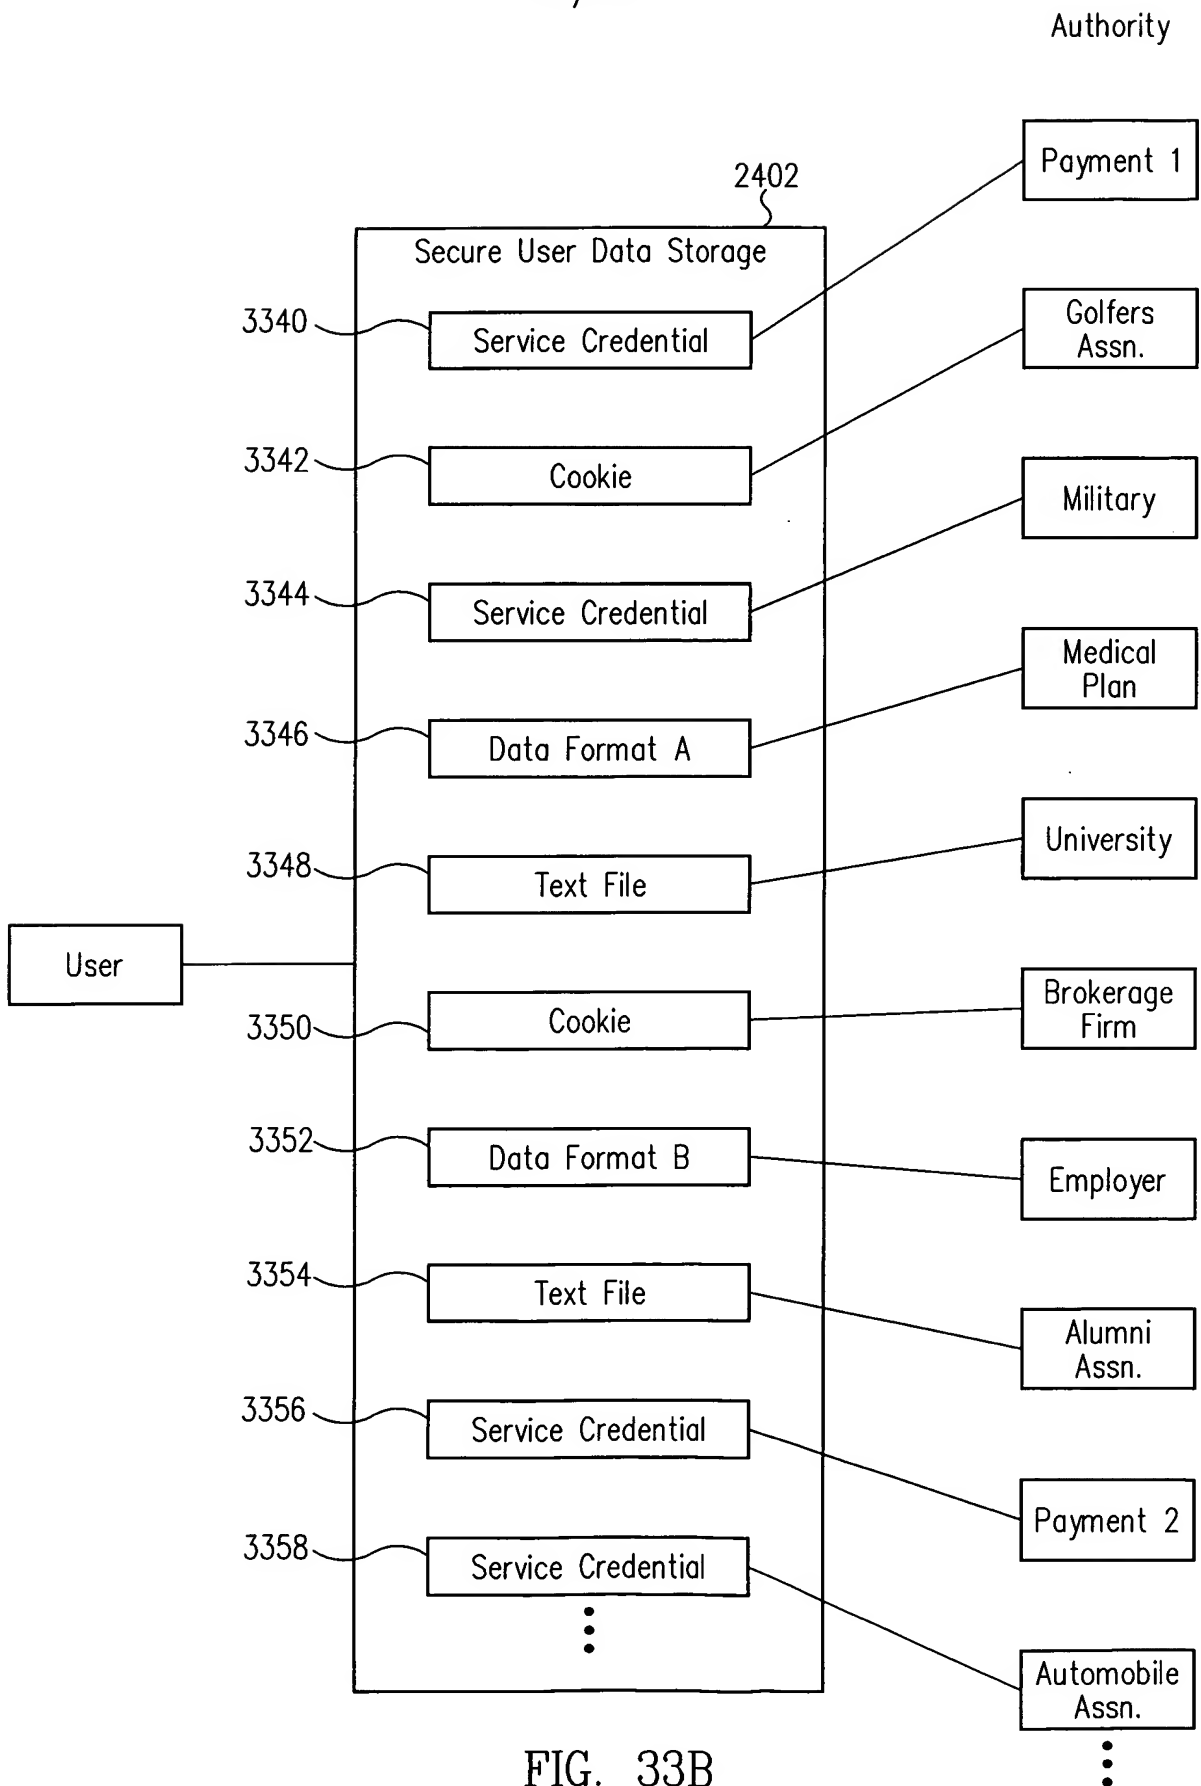 Authority
2402
Secure User Data Storage
3340
Service Credential
Payment 1
3342
Cookie
Golfers
Assn.
3344
Service Credential
Military
3346
Data Format A
Medical
Plan
3348
Text File
University
User
3350
Cookie
Brokerage
Firm
3352
Data Format B
Employer
3354
Text File
Alumni
Assn.
3356
Service Credential
Payment 2
3358
Service Credential
Automobile
Assn.
FIG. 33B